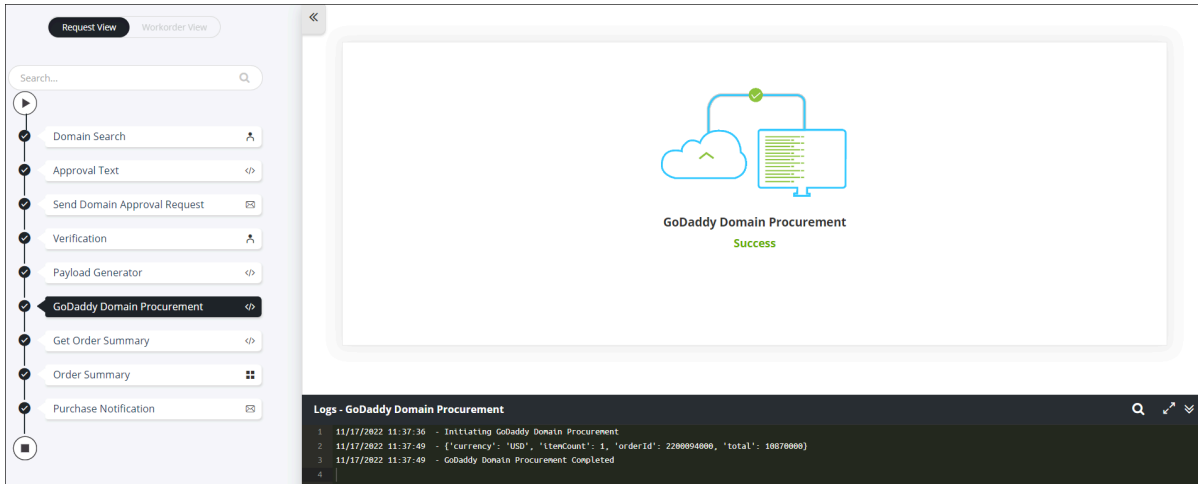 Request View
Workorder View
Search...
Domain Search
Approval Text
Send Domain Approval Request
Verification
Payload Generator
GoDaddy Domain Procurement
Get Order Summary
Order Summary
Purchase Notification
GoDaddy Domain Procurement
Success
Logs - GoDaddy Domain Procurement
1 11/17/2022 11:37:36 - Initiating GoDaddy Domain Procurement
2 11/17/2022 11:37:49 - {'currency': 'USD', 'itemCount': 1, 'orderId': 2200094000, 'total': 10870000}
3 11/17/2022 11:37:49 - GoDaddy Domain Procurement Completed
4